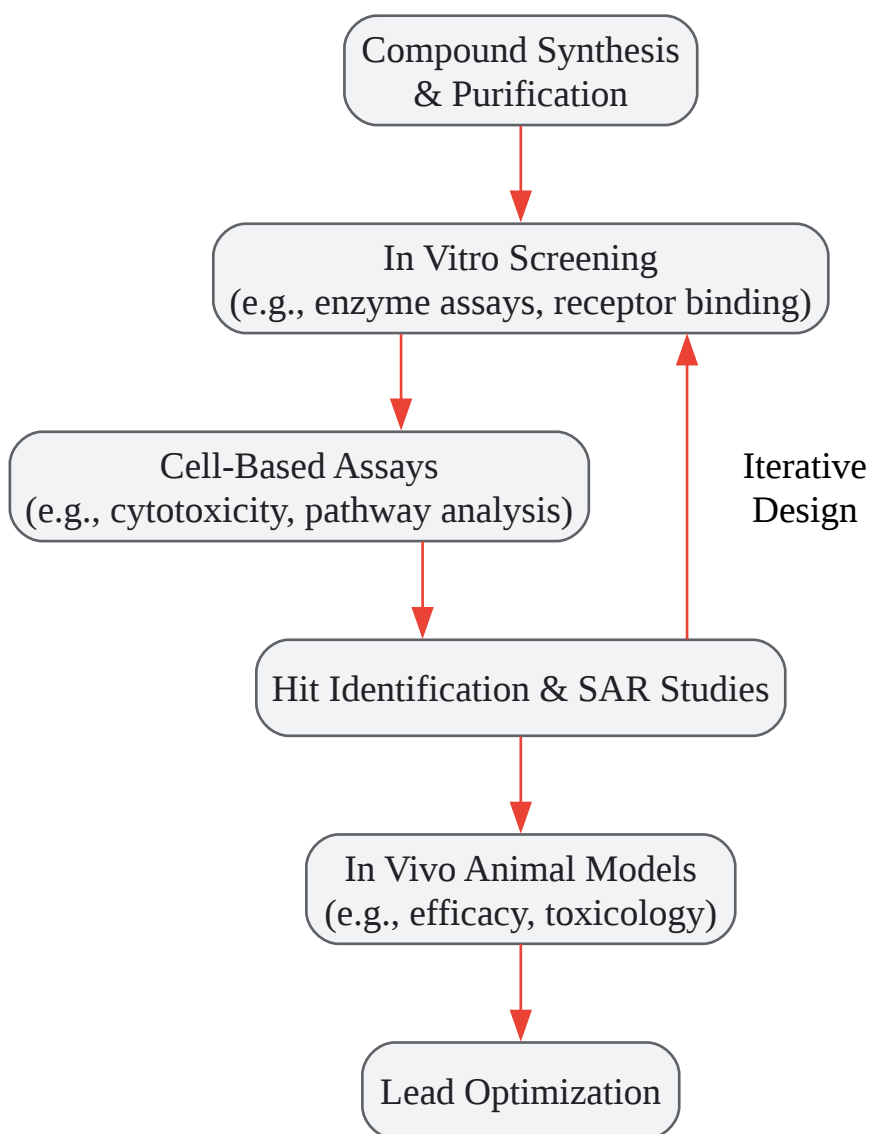 Compound Synthesis
& Purification
In Vitro Screening
(e.g., enzyme assays, receptor binding)
Cell-Based Assays
(e.g., cytotoxicity, pathway analysis)
Iterative
Design
Hit Identification & SAR Studies
In Vivo Animal Models
(e.g., efficacy, toxicology)
Lead Optimization